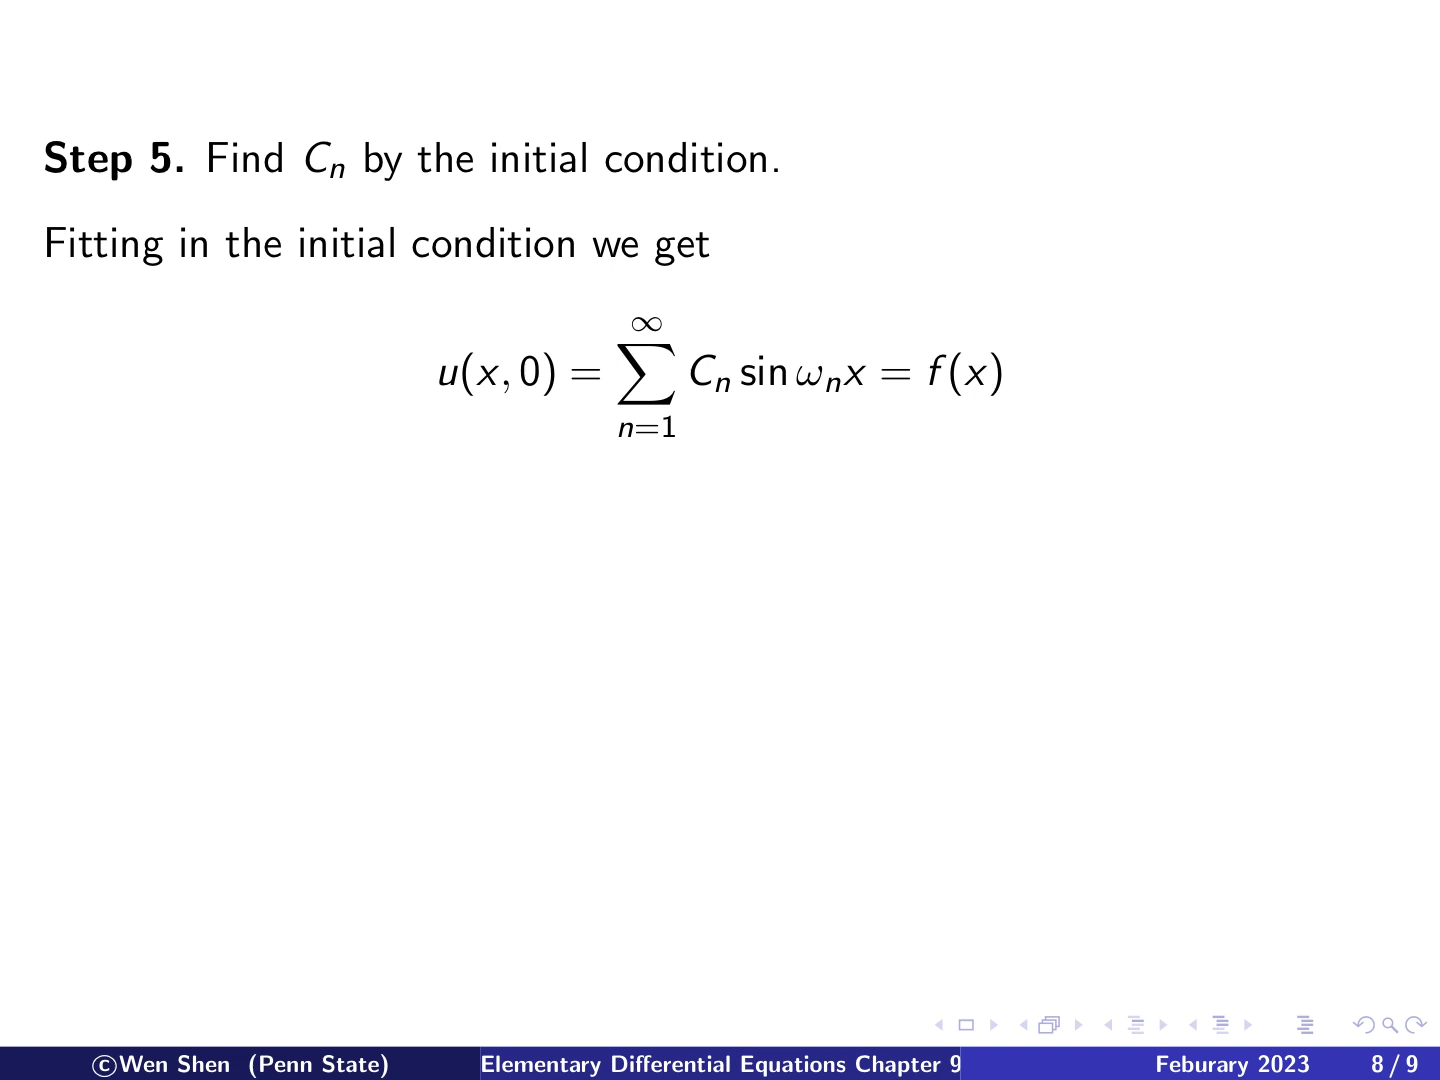 Step 5. Find Cₙ by the initial condition.
Fitting in the initial condition we get
u(x, 0) = ∑_{n=1}^{∞} Cₙ sin ωₙx = f(x)
©Wen Shen (Penn State) Elementary Differential Equations Chapter 9 Feburary 2023 8 / 9